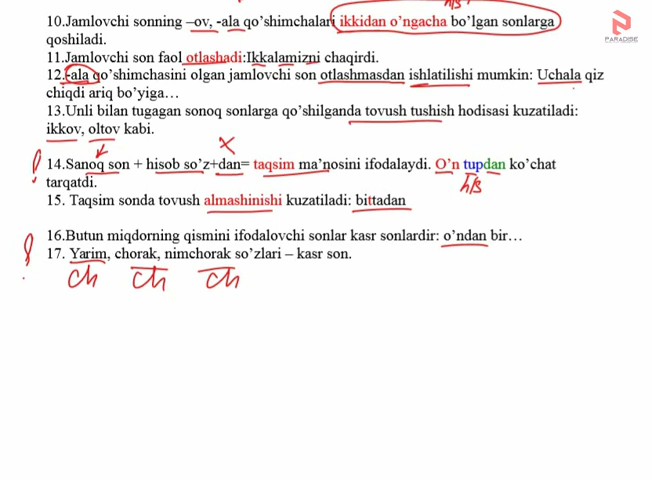 h/s
10.Jamlovchi sonning –ov, -ala qo’shimchalari ikkidan o’ngacha bo’lgan sonlarga
qoshiladi.
PARADISE
11.Jamlovchi son faol otlashadi:Ikkalamizni chaqirdi.
12.-ala qo’shimchasini olgan jamlovchi son otlashmasdan ishlatilishi mumkin: Uchala qiz
chiqdi ariq bo’yiga…
13.Unli bilan tugagan sonoq sonlarga qo’shilganda tovush tushish hodisasi kuzatiladi:
ikkov, oltov kabi.
x
14.Sanoq son + hisob so’z+dan= taqsim ma’nosini ifodalaydi. O’n tupdan ko’chat
tarqatdi.
h/s
15. Taqsim sonda tovush almashinishi kuzatiladi: bittadan
16.Butun miqdorning qismini ifodalovchi sonlar kasr sonlardir: o’ndan bir…
17. Yarim, chorak, nimchorak so’zlari – kasr son.
ch ch ch